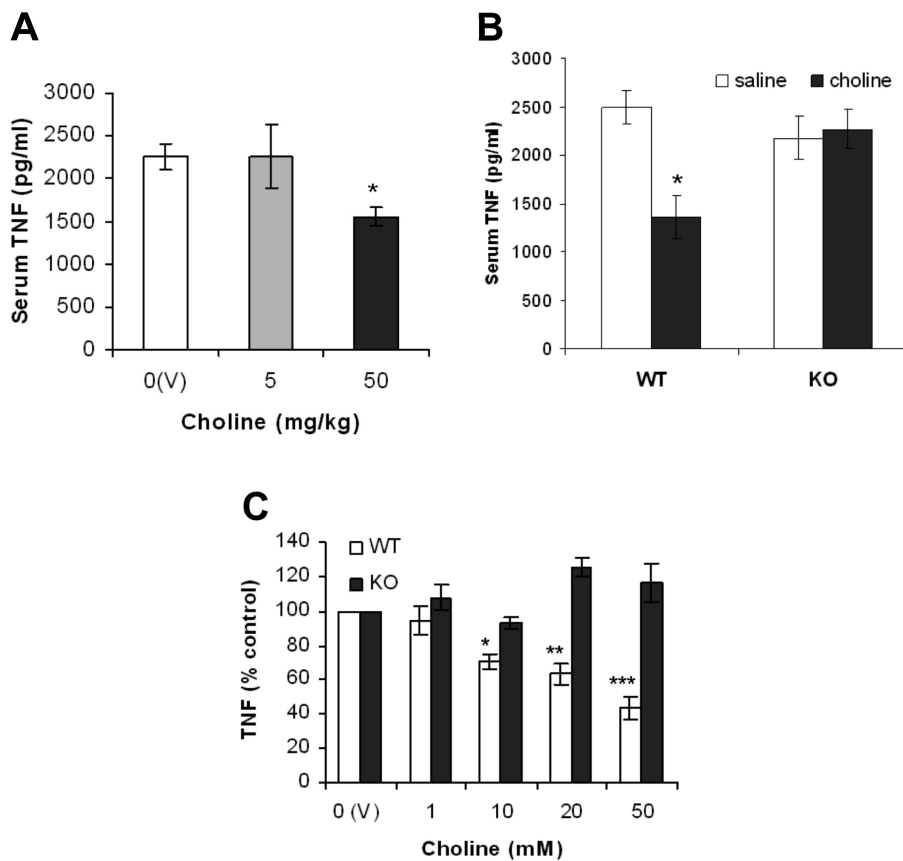 A
Serum TNF (pg/ml)
3000
2500
2000
1500
1000
500
0
*
0(V) 5 50
Choline (mg/kg)
B
saline choline
Serum TNF (pg/ml)
3000
2500
2000
1500
1000
500
0
*
WT KO
C
WT
KO
TNF (% control)
140
120
100
80
60
40
20
0
* ** ***
0 (V) 1 10 20 50
Choline (mM)